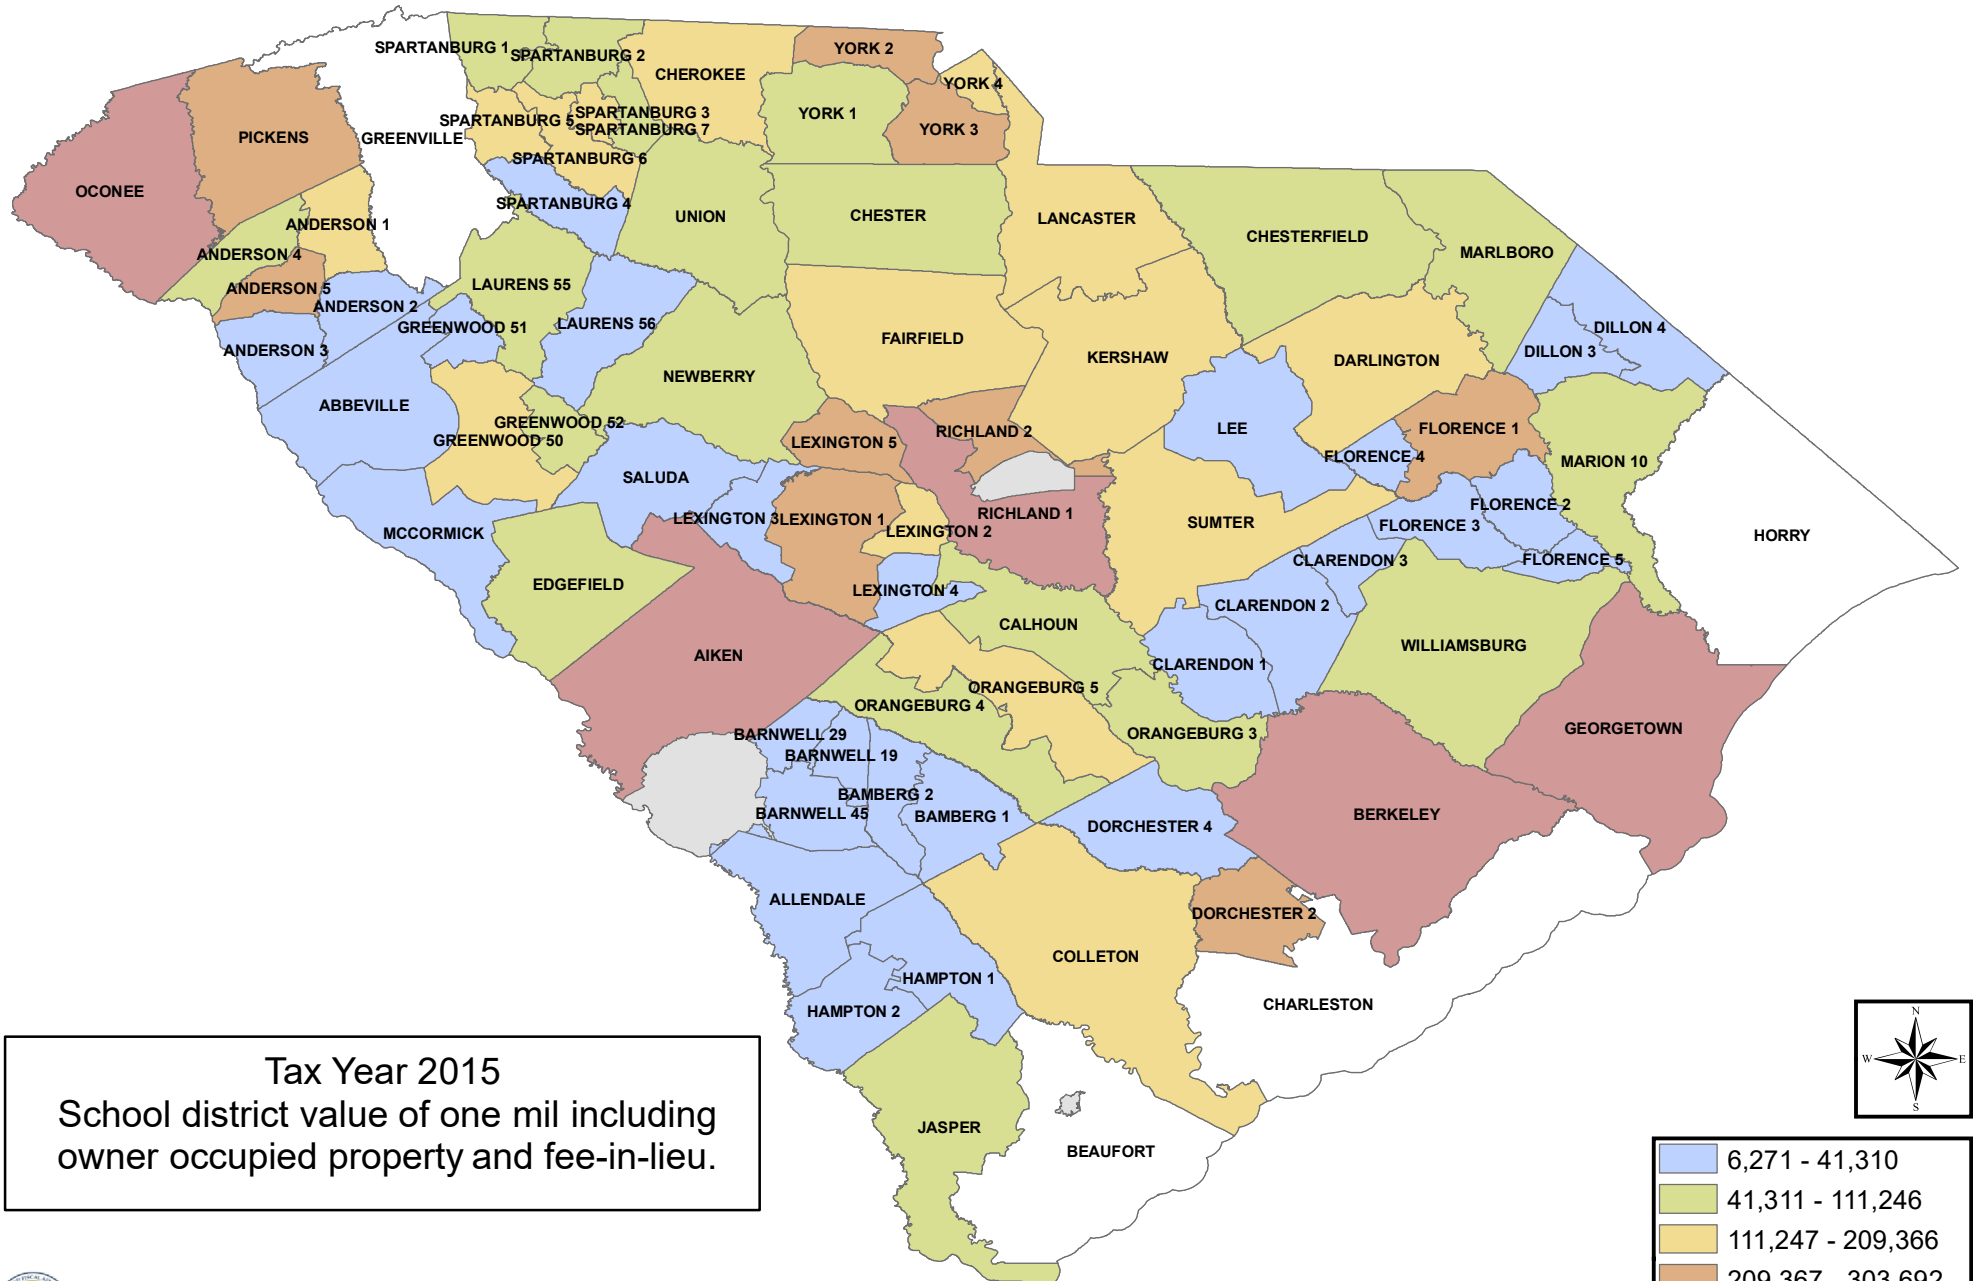 SPARTANBURG 1
SPARTANBURG 2
CHEROKEE
YORK 2
YORK 4
SPARTANBURG 5
SPARTANBURG 3
SPARTANBURG 7
YORK 1
YORK 3
PICKENS
GREENVILLE
SPARTANBURG 6
OCONEE
SPARTANBURG 4
ANDERSON 1
UNION
CHESTER
LANCASTER
CHESTERFIELD
MARLBORO
ANDERSON 4
ANDERSON 5
LAURENS 55
ANDERSON 2
GREENWOOD 51
LAURENS 56
DILLON 4
ANDERSON 3
FAIRFIELD
KERSHAW
DARLINGTON
DILLON 3
NEWBERRY
ABBEVILLE
GREENWOOD 52
GREENWOOD 50
LEXINGTON 5
RICHLAND 2
LEE
FLORENCE 1
FLORENCE 4
MARION 10
SALUDA
MCCORMICK
LEXINGTON 3
LEXINGTON 1
LEXINGTON 2
RICHLAND 1
SUMTER
FLORENCE 2
FLORENCE 3
HORRY
EDGEFIELD
LEXINGTON 4
CLARENDON 3
FLORENCE 5
CLARENDON 2
CALHOUN
AIKEN
CLARENDON 1
WILLIAMSBURG
ORANGEBURG 5
ORANGEBURG 4
ORANGEBURG 3
GEORGETOWN
BARNWELL 29
BARNWELL 19
BAMBERG 2
BARNWELL 45
BAMBERG 1
DORCHESTER 4
BERKELEY
ALLENDALE
DORCHESTER 2
COLLETON
HAMPTON 1
HAMPTON 2
CHARLESTON
JASPER
BEAUFORT
N
W
E
S
Tax Year 2015
School district value of one mil including
owner occupied property and fee-in-lieu.
6,271 - 41,310
41,311 - 111,246
111,247 - 209,366
209,367 - 303,692